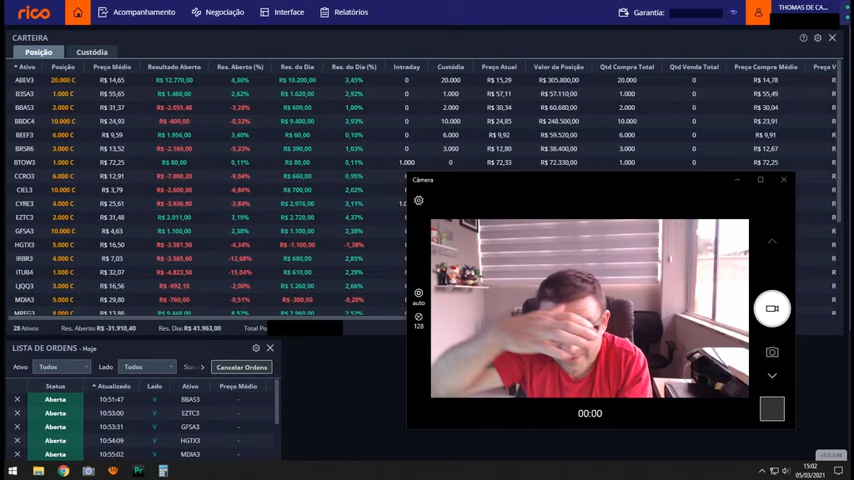 rico Acompanhamento Negociação Interface Relatórios Garantia: THOMAS DE CA...
CARTEIRA
Posição Custódia
Ativo Posição Preço Médio Resultado Aberto Res. Aberto (%) Res. do Dia Res. do Dia (%) Intraday Custódia Preço Atual Valor da Posição Qtd Compra Total Qtd Venda Total Preço Compra Médio Preço V
ABEV3 20.000 C R$ 14,65 R$ 12.770,00 4,36% R$ 10.200,00 3,45% 0 20.000 R$ 15,29 R$ 305.800,00 20.000 0 R$ 14,78
B3SA3 1.000 C R$ 55,65 R$ 1.460,00 2,62% R$ 1.620,00 2,92% 0 1.000 R$ 57,11 R$ 57.110,00 1.000 0 R$ 55,49
BBAS3 2.000 C R$ 31,37 R$ -2.055,40 -3,28% R$ 600,00 1,00% 0 2.000 R$ 30,34 R$ 60.680,00 2.000 0 R$ 30,04
BBDC4 10.000 C R$ 24,93 R$ -800,00 -0,32% R$ 9.400,00 3,93% 0 10.000 R$ 24,85 R$ 248.500,00 10.000 0 R$ 23,91
BEEF3 6.000 C R$ 9,59 R$ 1.956,00 3,40% R$ 60,00 0,10% 0 6.000 R$ 9,92 R$ 59.520,00 6.000 0 R$ 9,91
BRSR6 3.000 C R$ 13,52 R$ -2.160,00 -5,33% R$ 390,00 1,03% 0 3.000 R$ 12,80 R$ 38.400,00 3.000 0 R$ 12,67
BTOW3 1.000 C R$ 72,25 R$ 80,00 0,11% R$ 80,00 0,11% 1.000 0 R$ 72,33 R$ 72.330,00 1.000 0 R$ 72,25
CCRO3 6.000 C R$ 12,91 R$ -7.000,20 -9,04% R$ 660,00 0,95%
CIEL3 10.000 C R$ 3,79 R$ -2.600,00 -6,86% R$ 700,00 2,02%
CYRE3 4.000 C R$ 25,61 R$ -3.936,80 -3,84% R$ 2.976,00 3,11%
EZTC3 2.000 C R$ 31,48 R$ 2.011,00 3,19% R$ 2.720,00 4,37%
GFSA3 10.000 C R$ 4,63 R$ 1.100,00 2,38% R$ 1.100,00 2,38%
HGTX3 5.000 C R$ 16,50 R$ -3.581,50 -4,34% R$ -1.100,00 -1,38%
IRBR3 4.000 C R$ 7,03 R$ -3.565,60 -12,68% R$ 680,00 2,85%
ITUB4 1.000 C R$ 32,07 R$ -4.823,50 -15,04% R$ 610,00 2,29%
LJQQ3 3.000 C R$ 16,50 R$ -992,10 -2,00% R$ 1.260,00 2,66%
MDIA3 5.000 C R$ 29,80 R$ -760,00 -0,51% R$ -300,00 -0,20%
28 Ativos Res. Aberto: R$ -31.910,40 Res. Dia: R$ 41.963,00 Total Po
Câmera
auto
128
00:00
LISTA DE ORDENS - Hoje
Ativo Todos Lado Todos Cancelar Ordens
Status Atualizado Lado Ativo Preço Médio
Aberta 10:51:47 V BBAS3 -
Aberta 10:53:00 V EZTC3 -
Aberta 10:53:31 V GFSA3 -
Aberta 10:54:09 V HGTX3 -
Aberta 10:55:02 V MDIA3 -
Pr
15:02
05/03/2021